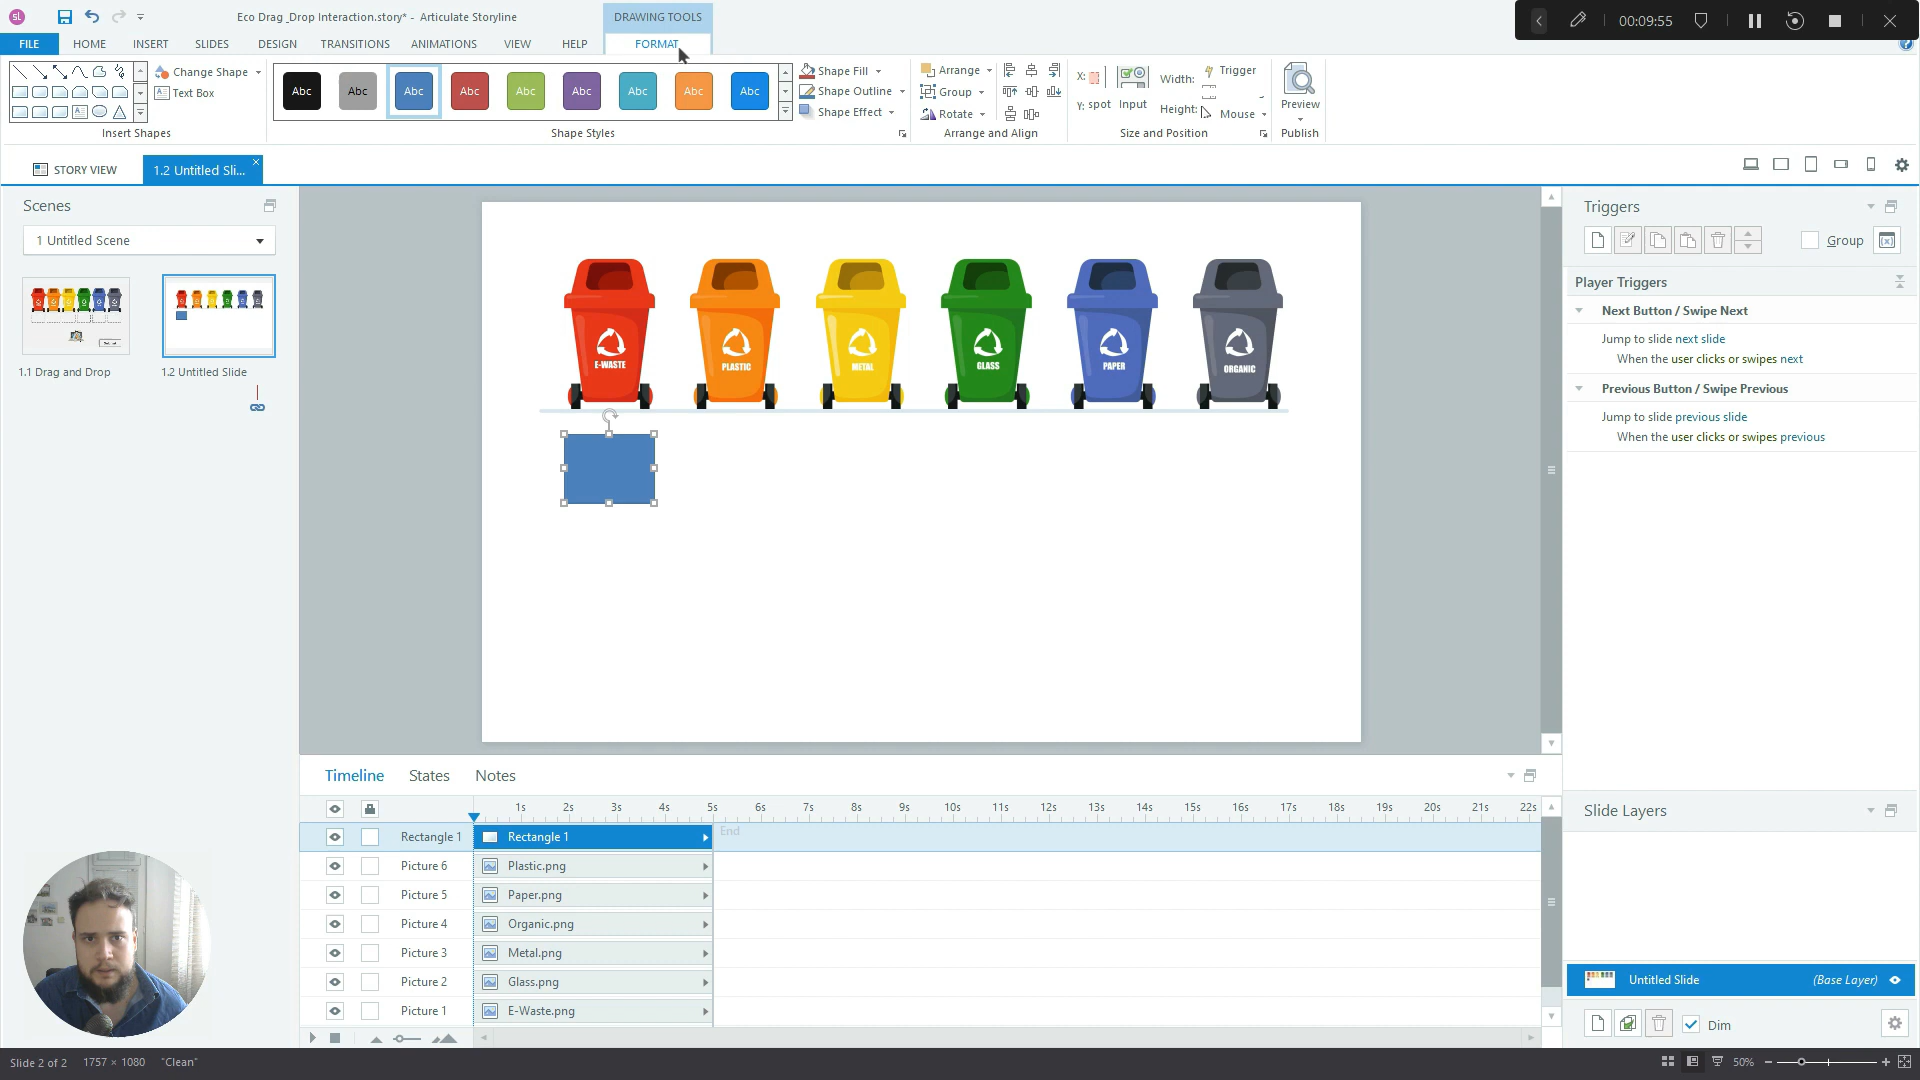 sl
Eco Drag _Drop Interaction.story* - Articulate Storyline
DRAWING TOOLS
00:09:55
FILE
HOME
INSERT
SLIDES
DESIGN
TRANSITIONS
ANIMATIONS
VIEW
HELP
FORMAT
Change Shape
Text Box
Insert Shapes
Abc
Abc
Abc
Abc
Abc
Abc
Abc
Abc
Abc
Shape Styles
Shape Fill
Shape Outline
Shape Effect
Arrange
Group
Rotate
Arrange and Align
X:
y: spot
Input
Width:
Height:
Trigger
Mouse
Size and Position
Preview
Publish
STORY VIEW
1.2 Untitled Sli...
Scenes
1 Untitled Scene
1.1 Drag and Drop
1.2 Untitled Slide
E-WASTE
PLASTIC
METAL
GLASS
PAPER
ORGANIC
Triggers
Group
Player Triggers
Next Button / Swipe Next
Jump to slide next slide
When the user clicks or swipes next
Previous Button / Swipe Previous
Jump to slide previous slide
When the user clicks or swipes previous
Timeline
States
Notes
1s 2s 3s 4s 5s 6s 7s 8s 9s 10s 11s 12s 13s 14s 15s 16s 17s 18s 19s 20s 21s 22s
Rectangle 1
Rectangle 1
End
Picture 6
Plastic.png
Picture 5
Paper.png
Picture 4
Organic.png
Picture 3
Metal.png
Picture 2
Glass.png
Picture 1
E-Waste.png
Slide Layers
Untitled Slide
(Base Layer)
Dim
Slide 2 of 2
1757 × 1080
"Clean"
50%